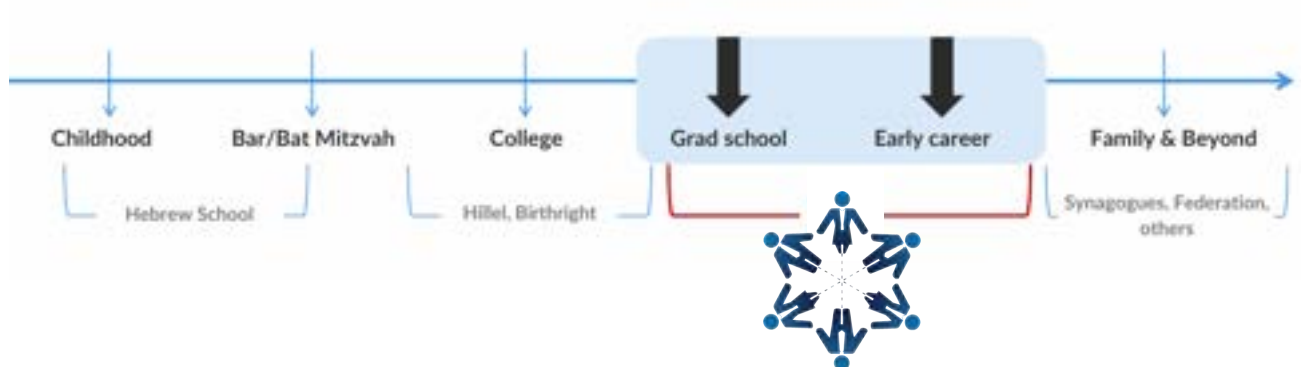 Childhood
Bar/Bat Mitzvah
College
Grad school
Early career
Family & Beyond
Hebrew School
Hillel, Birthright
Synagogues, Federation,
others